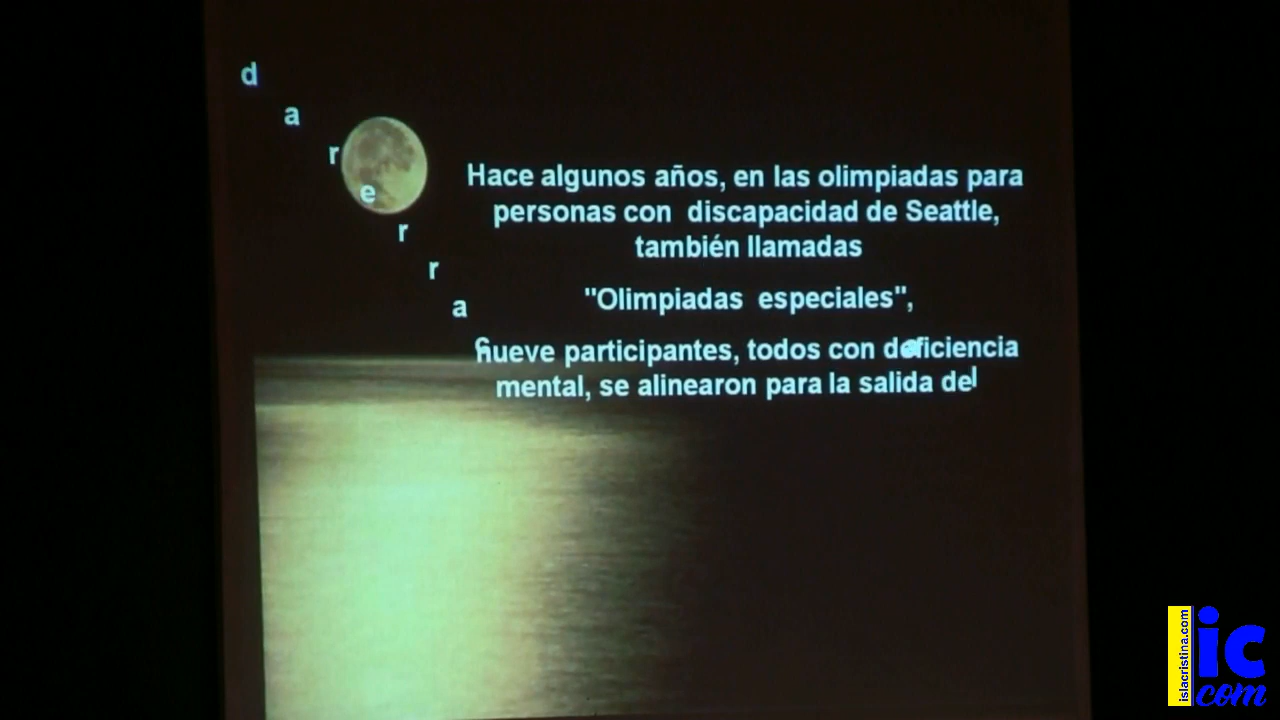 Hace algunos años, en las olimpiadas para
personas con discapacidad de Seattle,
también llamadas
"Olimpiadas especiales",
nueve participantes, todos con deficiencia
mental, se alinearon para la salida del
d
a
r
e
r
r
a
islacristina.com
ic
com